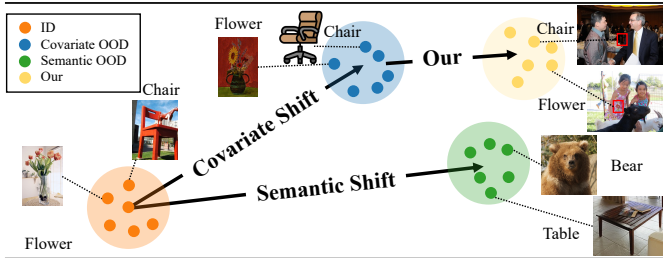 ID
Covariate OOD
Semantic OOD
Our
Flower
Chair
Our
Chair
Flower
Chair
Covariate Shift
Semantic Shift
Bear
Table
Flower